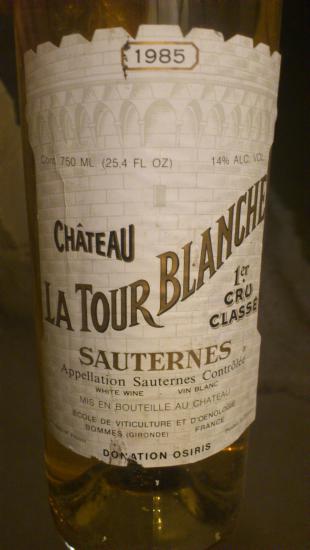 1985
Cont. 750 ML (25,4 FL OZ) 14% ALC. VOL.
CHÂTEAU
LA TOUR BLANCHE
1er
CRU
CLASSÉ
SAUTERNES
Appellation Sauternes Contrôlée
WHITE WINE VIN BLANC
MIS EN BOUTEILLE AU CHATEAU
ÉCOLE DE VITICULTURE ET D'OENOLOGIE
BOMMES (GIRONDE) FRANCE
DONATION OSIRIS